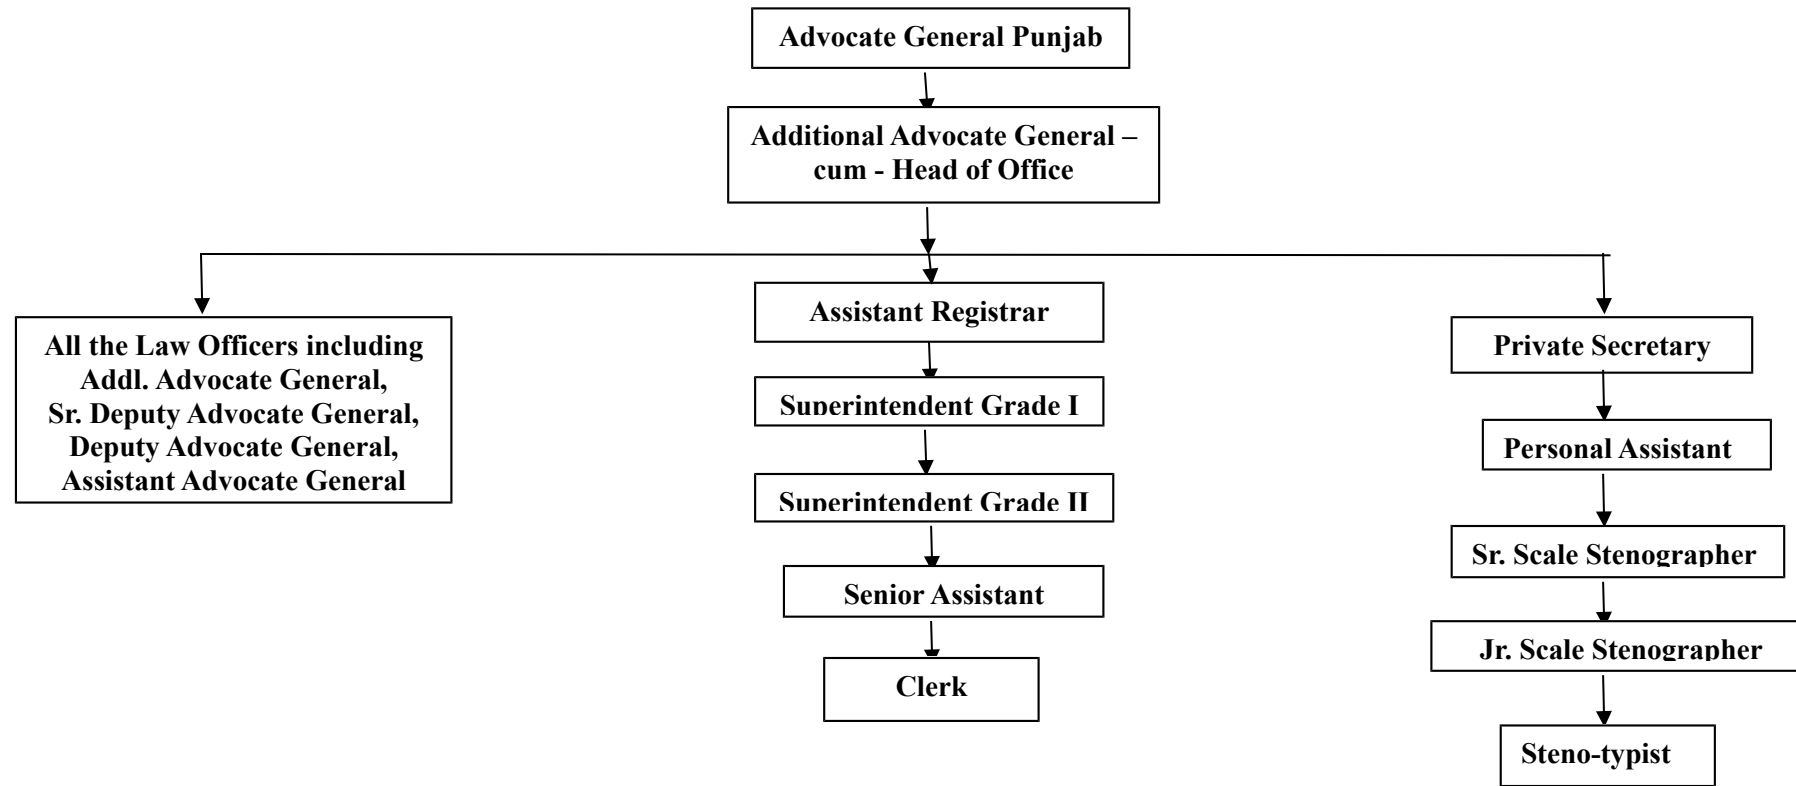 Advocate General Punjab
Additional Advocate General –
cum - Head of Office
All the Law Officers including
Addl. Advocate General,
Sr. Deputy Advocate General,
Deputy Advocate General,
Assistant Advocate General
Assistant Registrar
Superintendent Grade I
Superintendent Grade II
Senior Assistant
Clerk
Private Secretary
Personal Assistant
Sr. Scale Stenographer
Jr. Scale Stenographer
Steno-typist